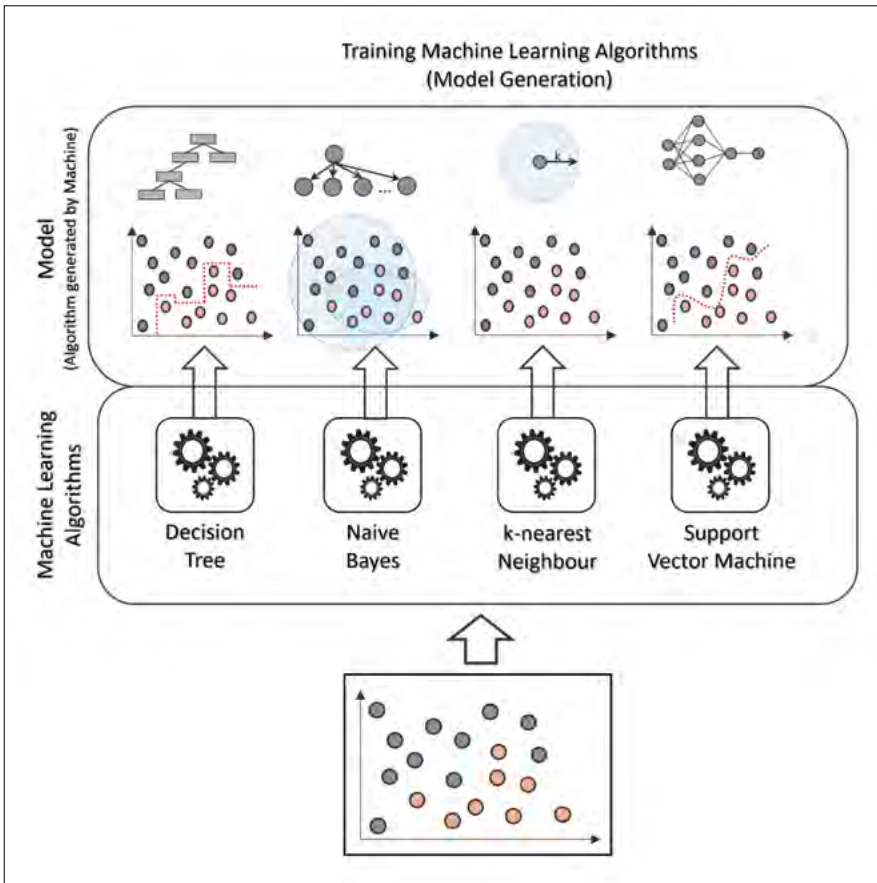 Training Machine Learning Algorithms
(Model Generation)
Model
(Algorithm generated by Machine)
k
...
Machine Learning
Algorithms
Decision
Tree
Naive
Bayes
k-nearest
Neighbour
Support
Vector Machine